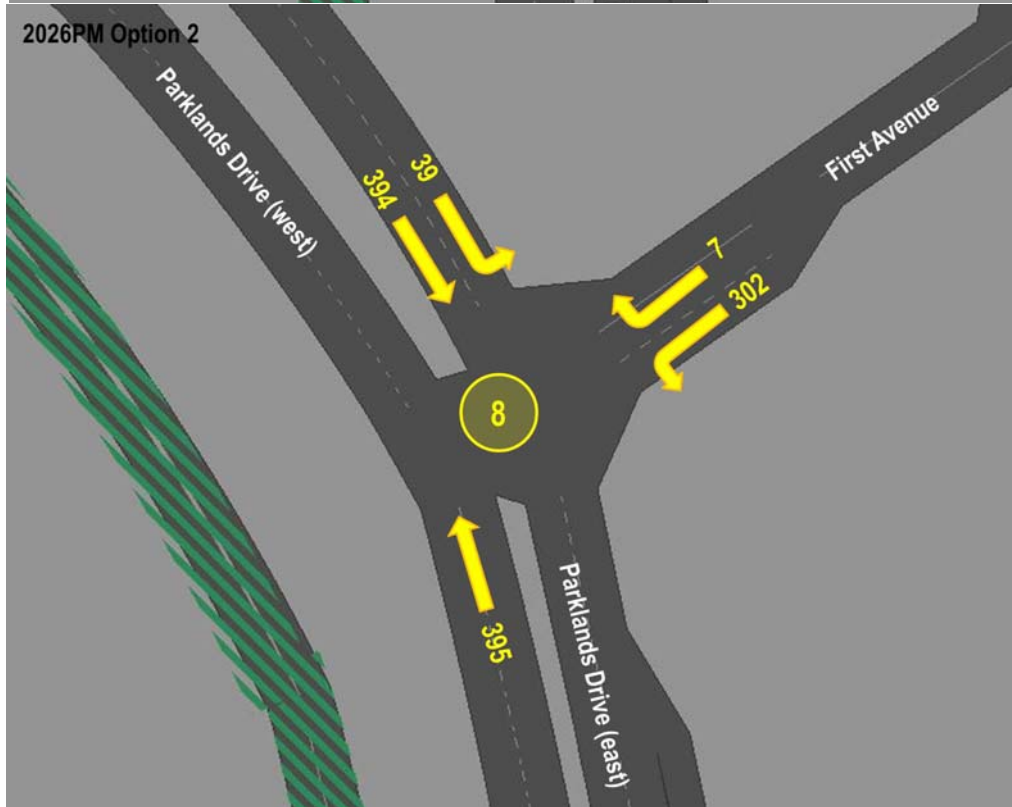 2026PM Option 2
Parklands Drive (west)
39
394
First Avenue
7
302
8
395
Parklands Drive (east)